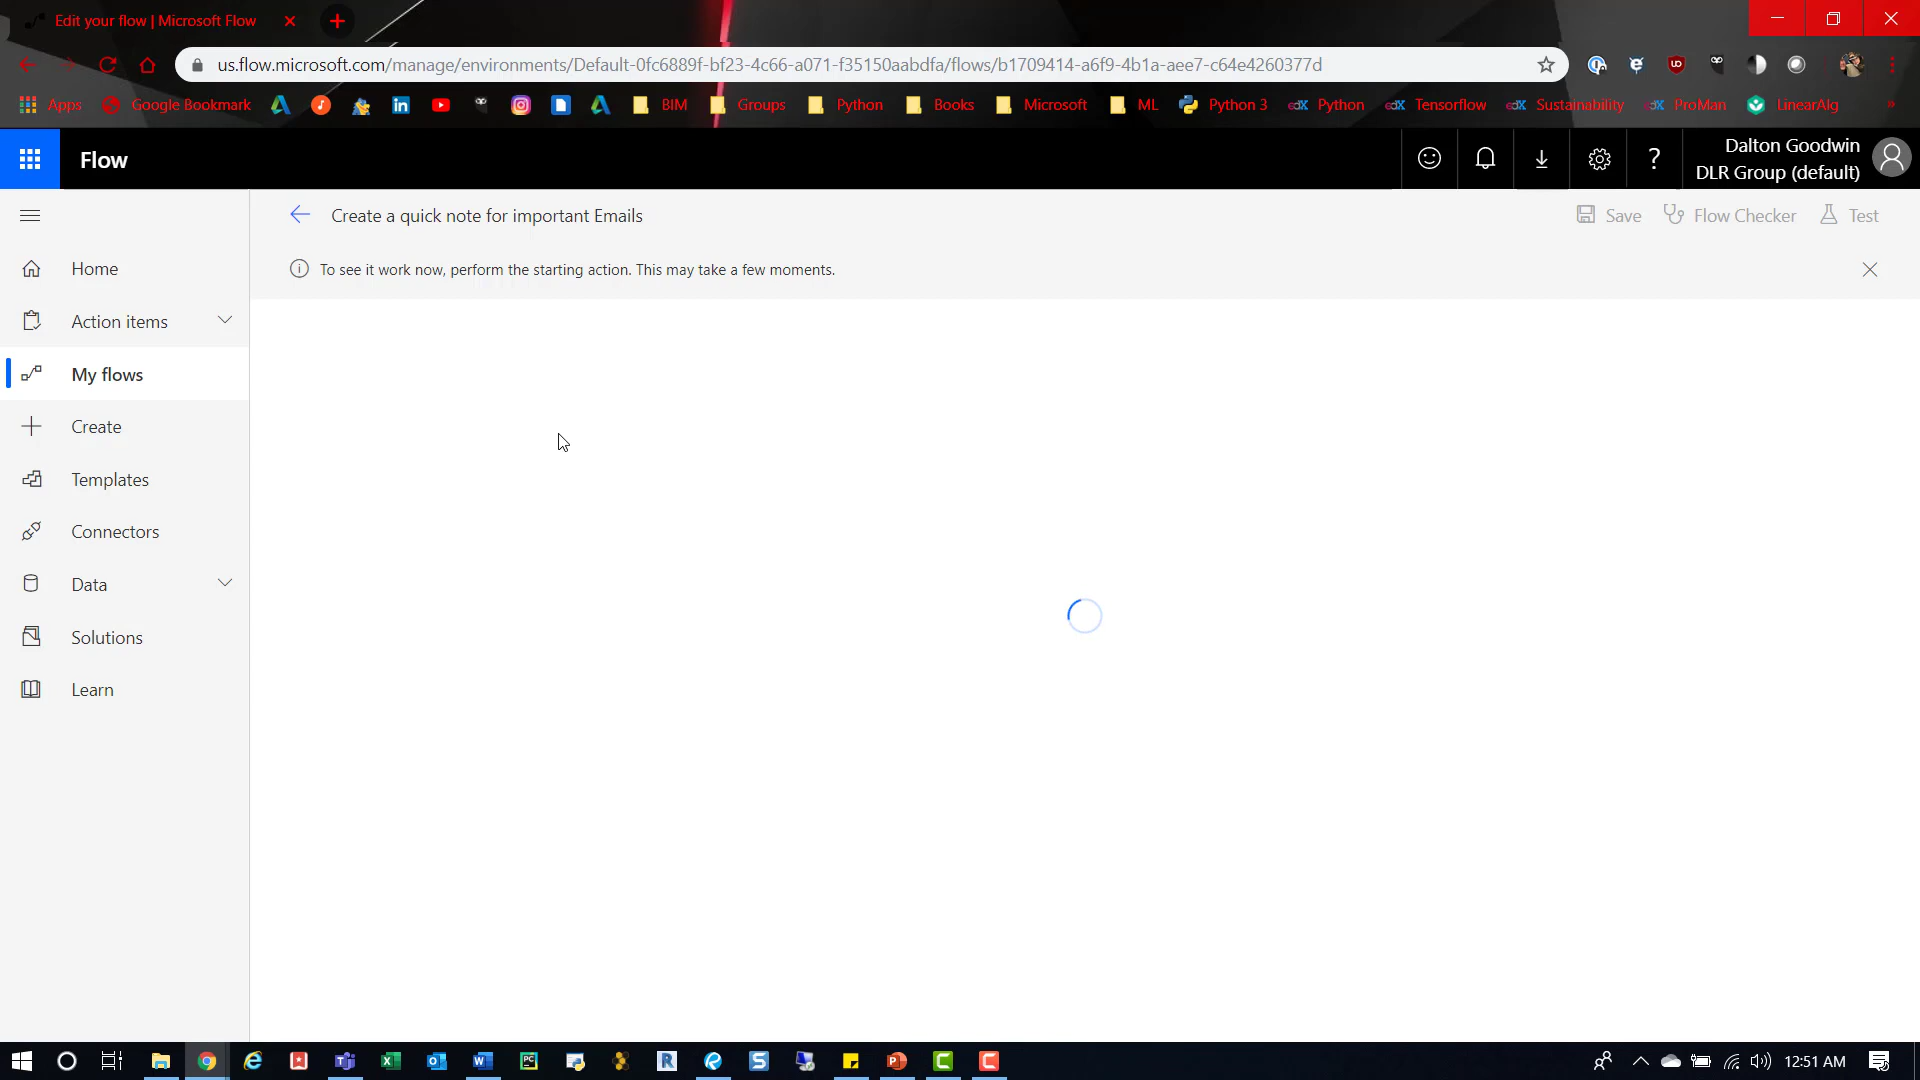 Edit your flow | Microsoft Flow
us.flow.microsoft.com/manage/environments/Default-0fc6889f-bf23-4c66-a071-f35150aabdfa/flows/b1709414-a6f9-4b1a-aee7-c64e4260377d
Apps Google Bookmark BIM Groups Python Books Microsoft ML Python 3 Python Tensorflow Sustainability ProMan LinearAlg »
Flow
Dalton Goodwin
DLR Group (default)
Create a quick note for important Emails
Save Flow Checker Test
To see it work now, perform the starting action. This may take a few moments.
Home
Action items
My flows
Create
Templates
Connectors
Data
Solutions
Learn
12:51 AM